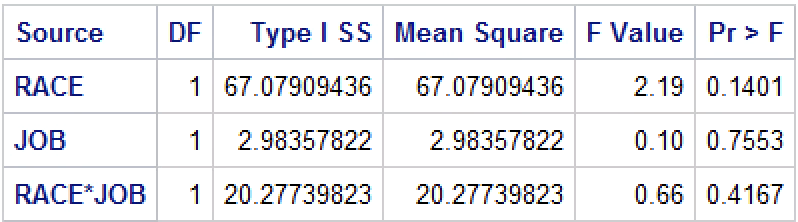 Source DF Type I SS Mean Square F Value Pr > F
RACE 1 67.07909436 67.07909436 2.19 0.1401
JOB 1 2.98357822 2.98357822 0.10 0.7553
RACE*JOB 1 20.27739823 20.27739823 0.66 0.4167